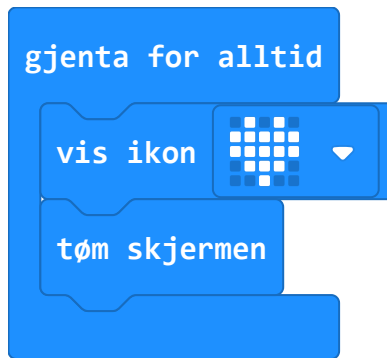 gjenta for alltid
vis ikon
tøm skjermen